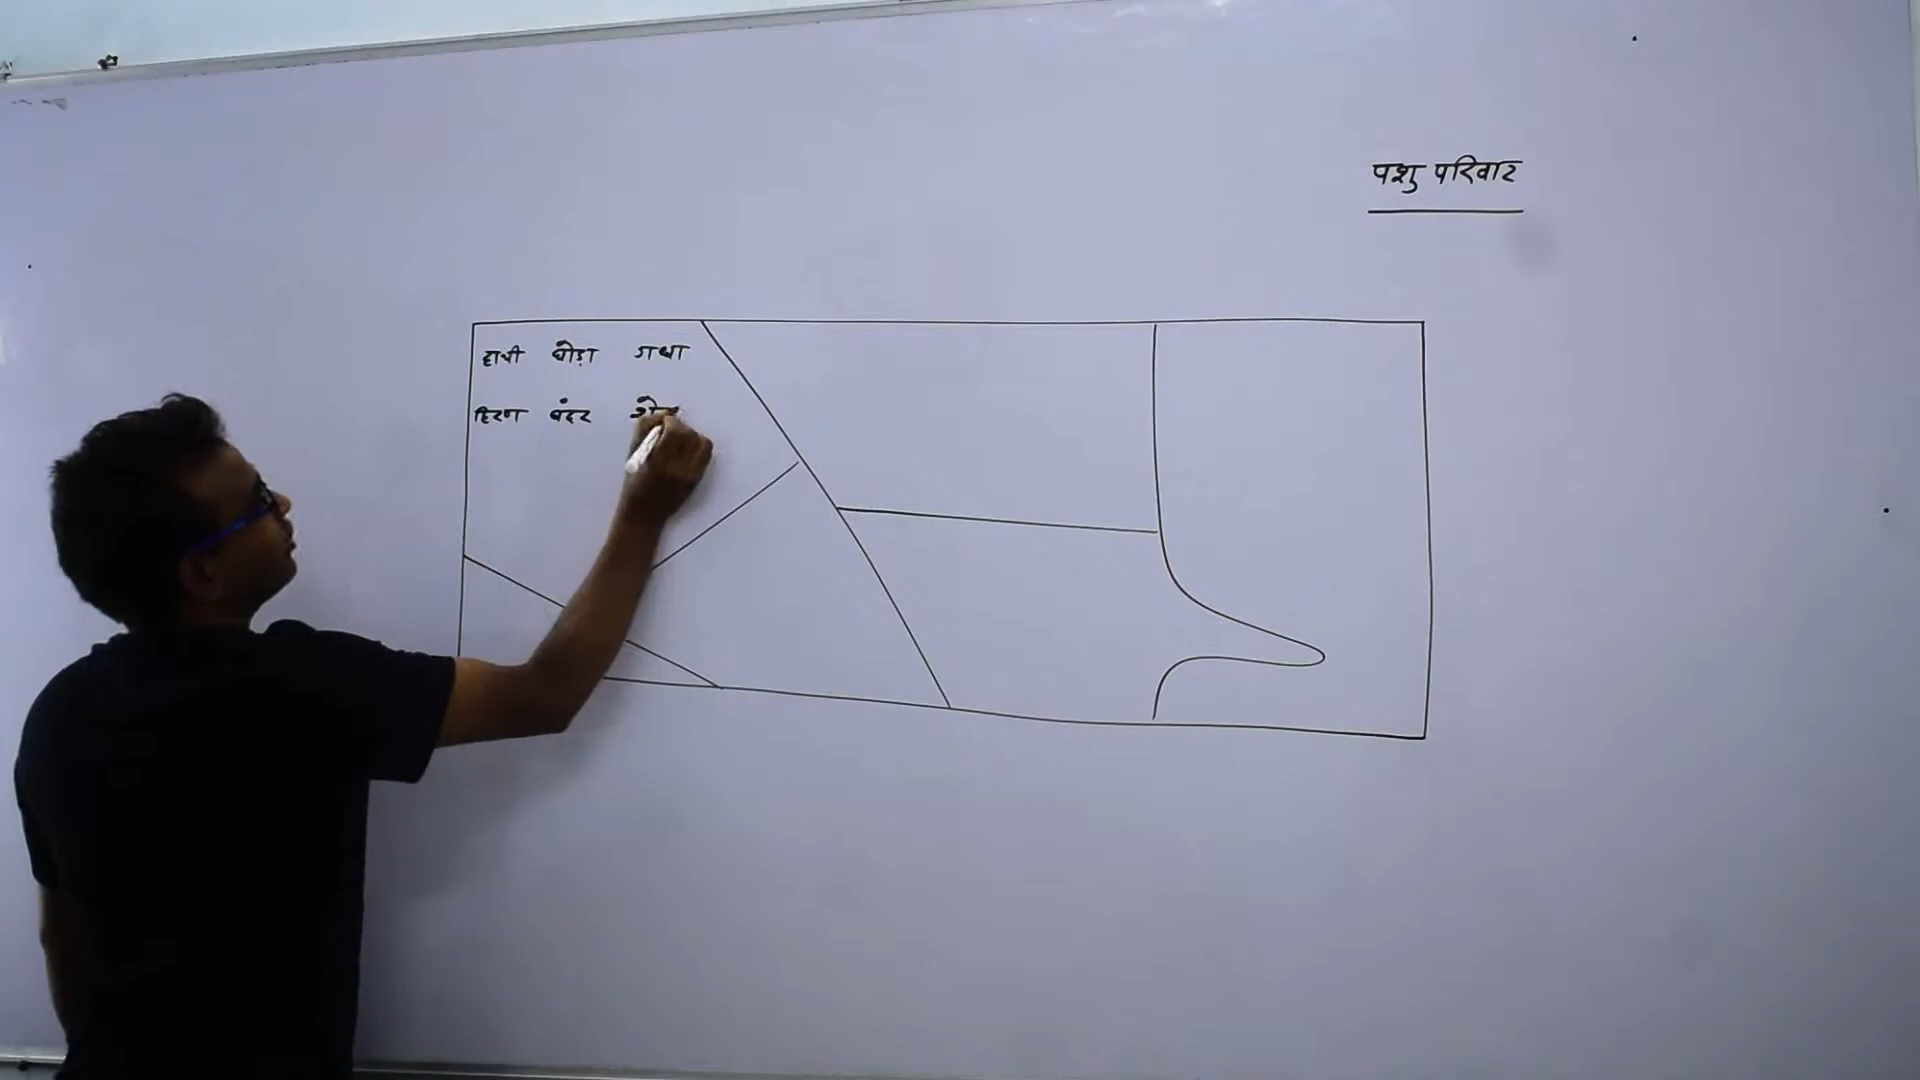 पशु परिवार
हाथी घोड़ा गधा
हिरण बंदर